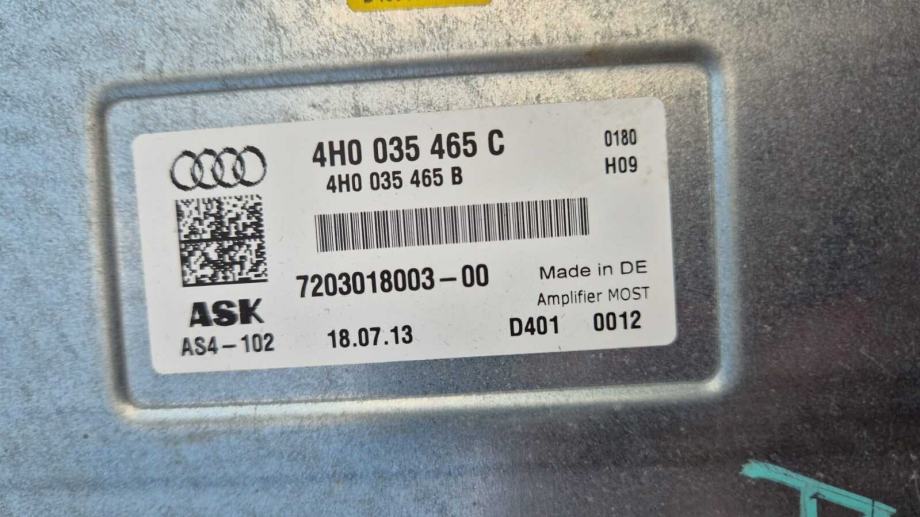 4H0 035 465 C
4H0 035 465 B
0180
H09
7203018003-00
Made in DE
Amplifier MOST
ASK
AS4-102
18.07.13
D401 0012